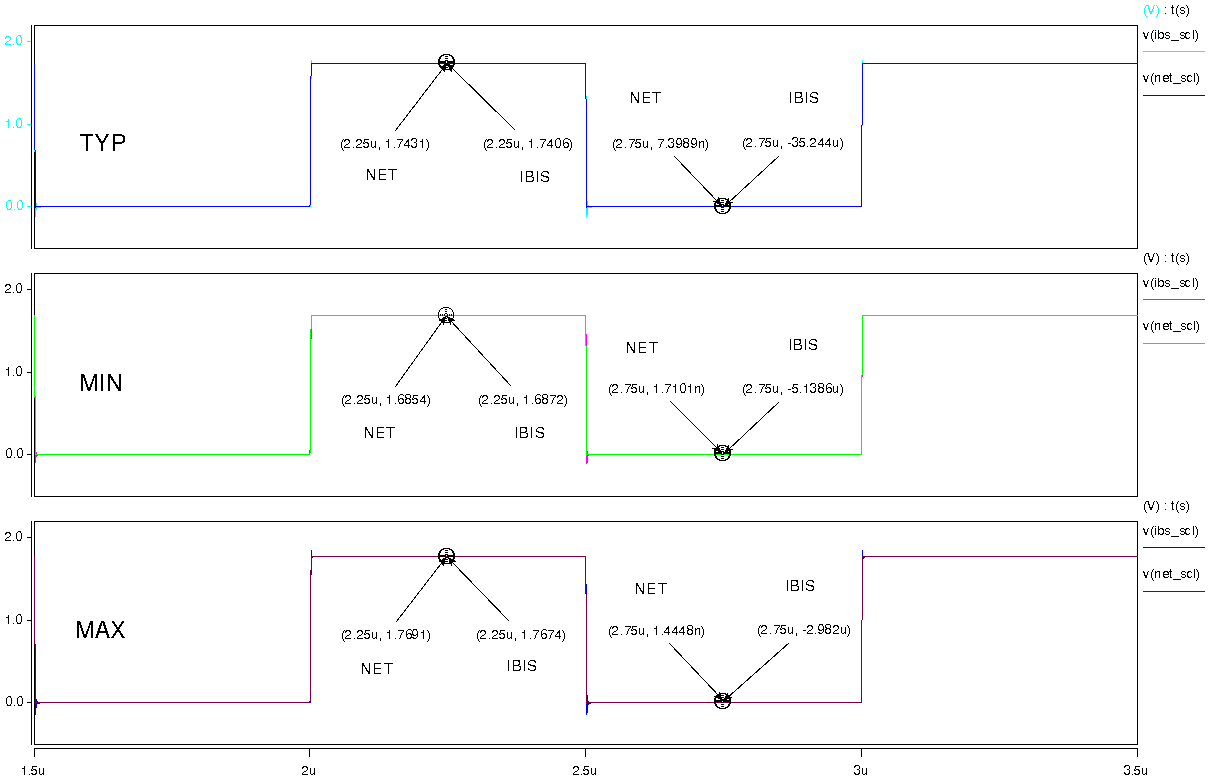 (V) : t(s)
v(ibs_scl)
v(net_scl)
2.0
1.0
0.0
TYP
NET
IBIS
(2.25u, 1.7431)
(2.25u, 1.7406)
(2.75u, 7.3989n)
(2.75u, -35.244u)
NET
IBIS
(V) : t(s)
v(ibs_scl)
v(net_scl)
2.0
1.0
0.0
MIN
NET
IBIS
(2.25u, 1.6854)
(2.25u, 1.6872)
(2.75u, 1.7101n)
(2.75u, -5.1386u)
NET
IBIS
(V) : t(s)
v(ibs_scl)
v(net_scl)
2.0
1.0
0.0
MAX
NET
IBIS
(2.25u, 1.7691)
(2.25u, 1.7674)
(2.75u, 1.4448n)
(2.75u, -2.982u)
NET
IBIS
1.5u
2u
2.5u
3u
3.5u